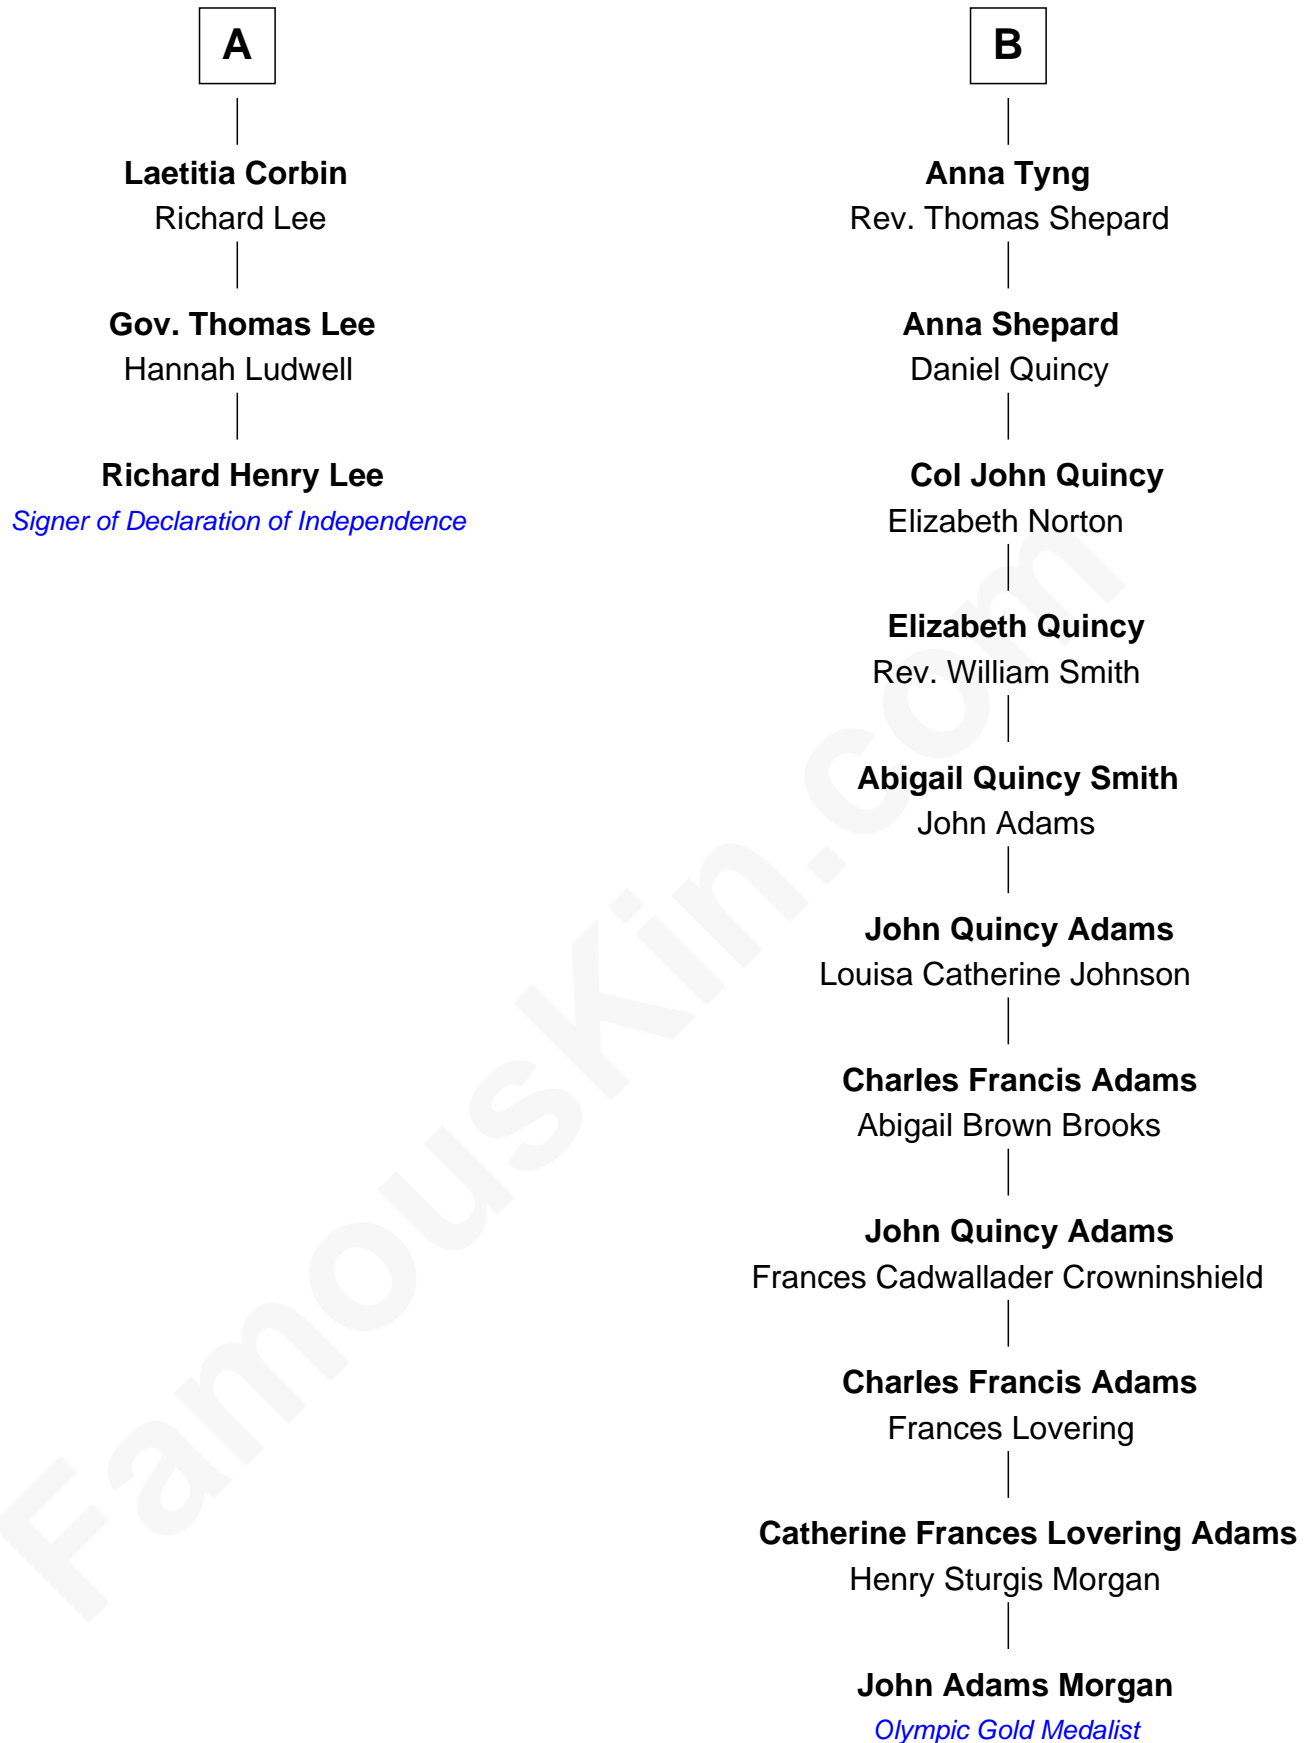 A
Laetitia Corbin
Richard Lee
Gov. Thomas Lee
Hannah Ludwell
Richard Henry Lee
Signer of Declaration of Independence
B
Anna Tyng
Rev. Thomas Shepard
Anna Shepard
Daniel Quincy
Col John Quincy
Elizabeth Norton
Elizabeth Quincy
Rev. William Smith
Abigail Quincy Smith
John Adams
John Quincy Adams
Louisa Catherine Johnson
Charles Francis Adams
Abigail Brown Brooks
John Quincy Adams
Frances Cadwallader Crowninshield
Charles Francis Adams
Frances Lovering
Catherine Frances Lovering Adams
Henry Sturgis Morgan
John Adams Morgan
Olympic Gold Medalist
FamousKin.com